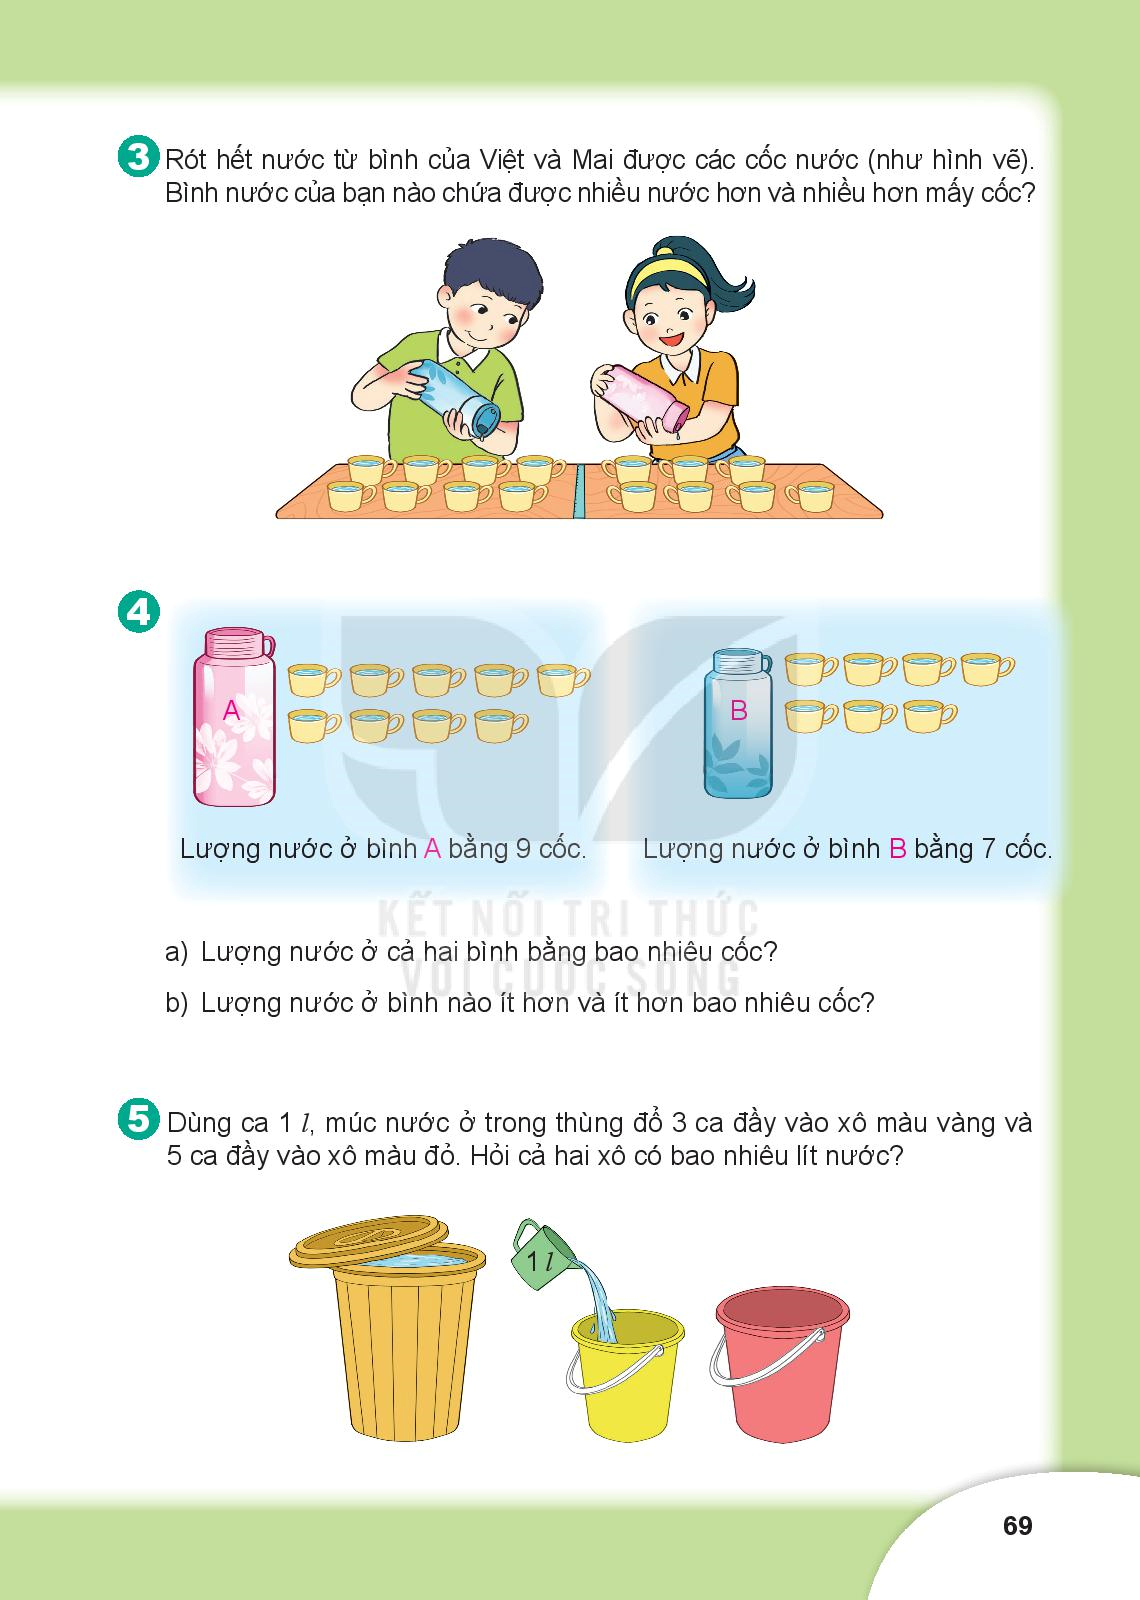 3 Rót hết nước từ bình của Việt và Mai được các cốc nước (như hình vẽ).
Bình nước của bạn nào chứa được nhiều nước hơn và nhiều hơn mấy cốc?
4
A
B
Lượng nước ở bình A bằng 9 cốc.
Lượng nước ở bình B bằng 7 cốc.
KẾT NỐI TRI THỨC
VỚI CUỘC SỐNG
a) Lượng nước ở cả hai bình bằng bao nhiêu cốc?
b) Lượng nước ở bình nào ít hơn và ít hơn bao nhiêu cốc?
5 Dùng ca 1 l, múc nước ở trong thùng đổ 3 ca đầy vào xô màu vàng và
5 ca đầy vào xô màu đỏ. Hỏi cả hai xô có bao nhiêu lít nước?
1 l
69